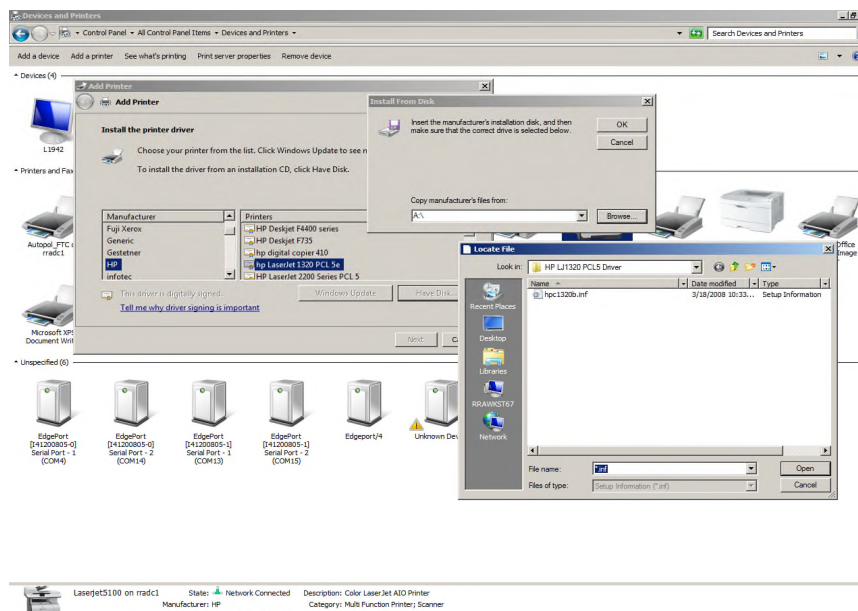 Devices and Printers
Control Panel All Control Panel Items Devices and Printers
Search Devices and Printers
Add a device Add a printer See what's printing Print server properties Remove device
Devices (4)
L1942
Printers and Fax
Autopol_FTC
rradc1
Microsoft XPS
Document Writ
Office
Image
Unspecified (6)
EdgePort
[I41200805-0]
Serial Port - 1
(COM4)
EdgePort
[I41200805-0]
Serial Port - 2
(COM14)
EdgePort
[I41200805-1]
Serial Port - 1
(COM13)
EdgePort
[I41200805-1]
Serial Port - 2
(COM15)
Edgeport/4
Unknown Dev
Add Printer
Add Printer
Install the printer driver
Choose your printer from the list. Click Windows Update to see n
To install the driver from an installation CD, click Have Disk.
Manufacturer
Fuji Xerox
Generic
Gestetner
HP
infotec
Printers
HP Deskjet F4400 series
HP Deskjet F735
hp digital copier 410
hp LaserJet 1320 PCL 5e
HP LaserJet 2200 Series PCL 5
This driver is digitally signed.
Tell me why driver signing is important
Windows Update
Have Disk...
Next
Ca
Install From Disk
Insert the manufacturer's installation disk, and then
make sure that the correct drive is selected below.
OK
Cancel
Copy manufacturer's files from:
A:\
Browse...
Locate File
Look in: HP LJ1320 PCL5 Driver
Recent Places
Desktop
Libraries
RRAWKST67
Network
Name Date modified Type
hpc1320b.inf 3/18/2008 10:33... Setup Information
File name: *.inf Open
Files of type: Setup Information (*.inf) Cancel
Laserjet5100 on rradc1 State: Network Connected Description: Color LaserJet AIO Printer
Manufacturer: HP Category: Multi Function Printer; Scanner